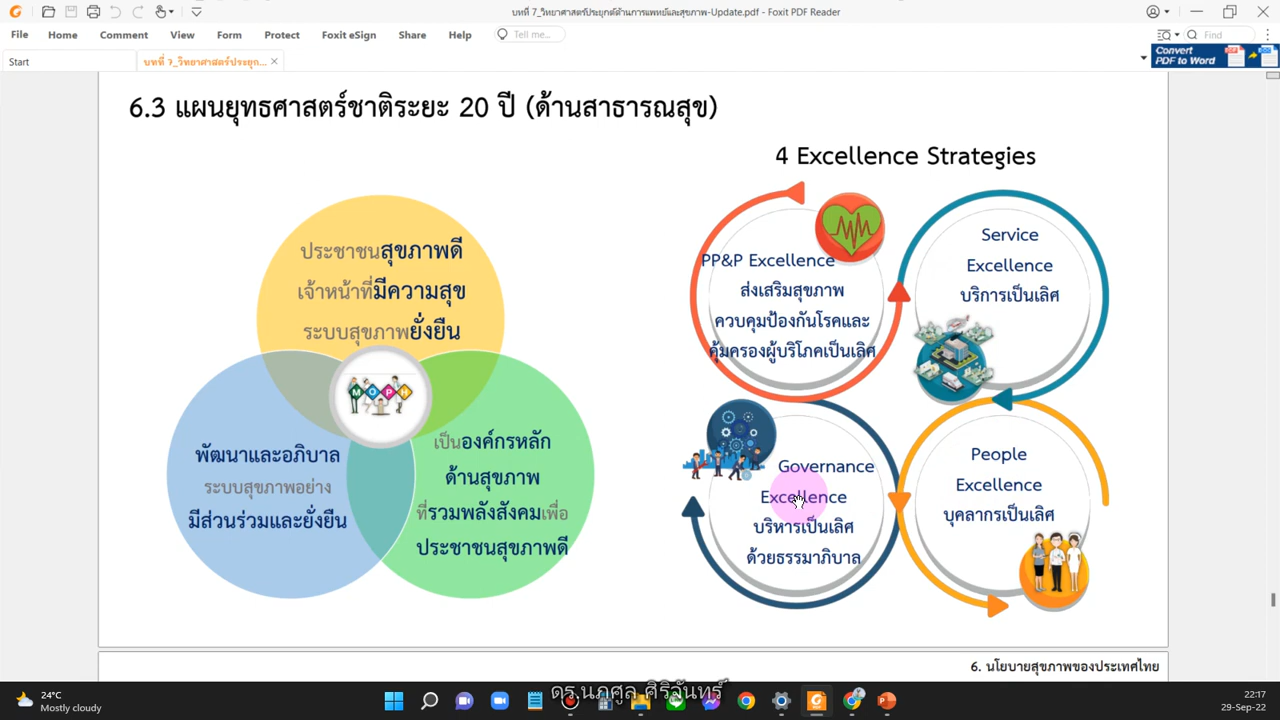 บทที่ 7_วิทยาศาสตร์ประยุกต์ด้านการแพทย์และสุขภาพ-Update.pdf - Foxit PDF Reader
File Home Comment View Form Protect Foxit eSign Share Help Tell me... Find
Start บทที่ 7_วิทยาศาสตร์ประยุก... Convert
PDF to Word
6.3 แผนยุทธศาสตร์ชาติระยะ 20 ปี (ด้านสาธารณสุข)
4 Excellence Strategies
ประชาชนสุขภาพดี
เจ้าหน้าที่มีความสุข
ระบบสุขภาพยั่งยืน
MOPH
พัฒนาและอภิบาล
ระบบสุขภาพอย่าง
มีส่วนร่วมและยั่งยืน
เป็นองค์กรหลัก
ด้านสุขภาพ
ที่รวมพลังสังคมเพื่อ
ประชาชนสุขภาพดี
PP&P Excellence
ส่งเสริมสุขภาพ
ควบคุมป้องกันโรคและ
คุ้มครองผู้บริโภคเป็นเลิศ
Service
Excellence
บริการเป็นเลิศ
Governance
Excellence
บริหารเป็นเลิศ
ด้วยธรรมาภิบาล
People
Excellence
บุคลากรเป็นเลิศ
6. นโยบายสุขภาพของประเทศไทย
24°C
Mostly cloudy
ดร.นภศูล ศิริจันทร์
22:17
29-Sep-22